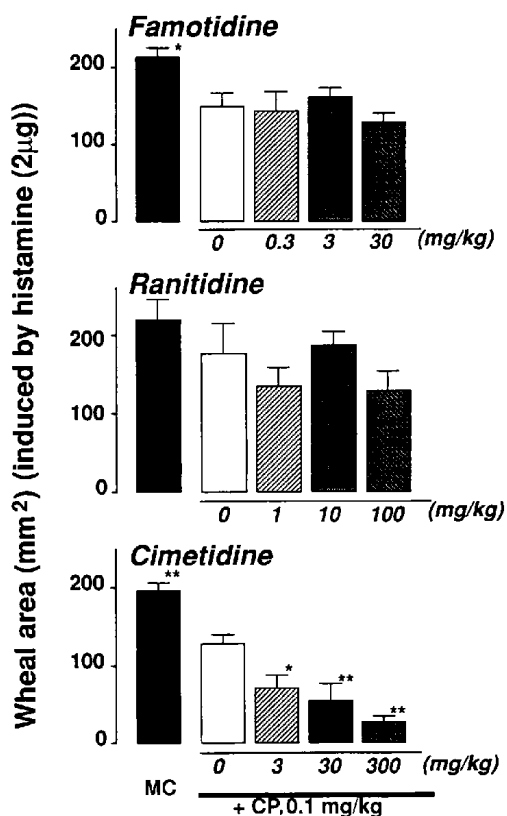 Famotidine
*
200
100
0
0 0.3 3 30 (mg/kg)
Ranitidine
200
100
0
0 1 10 100 (mg/kg)
Cimetidine
**
200
*
**
**
100
0
0 3 30 300 (mg/kg)
MC
+ CP, 0.1 mg/kg
Wheal area (mm²) (induced by histamine (2μg))